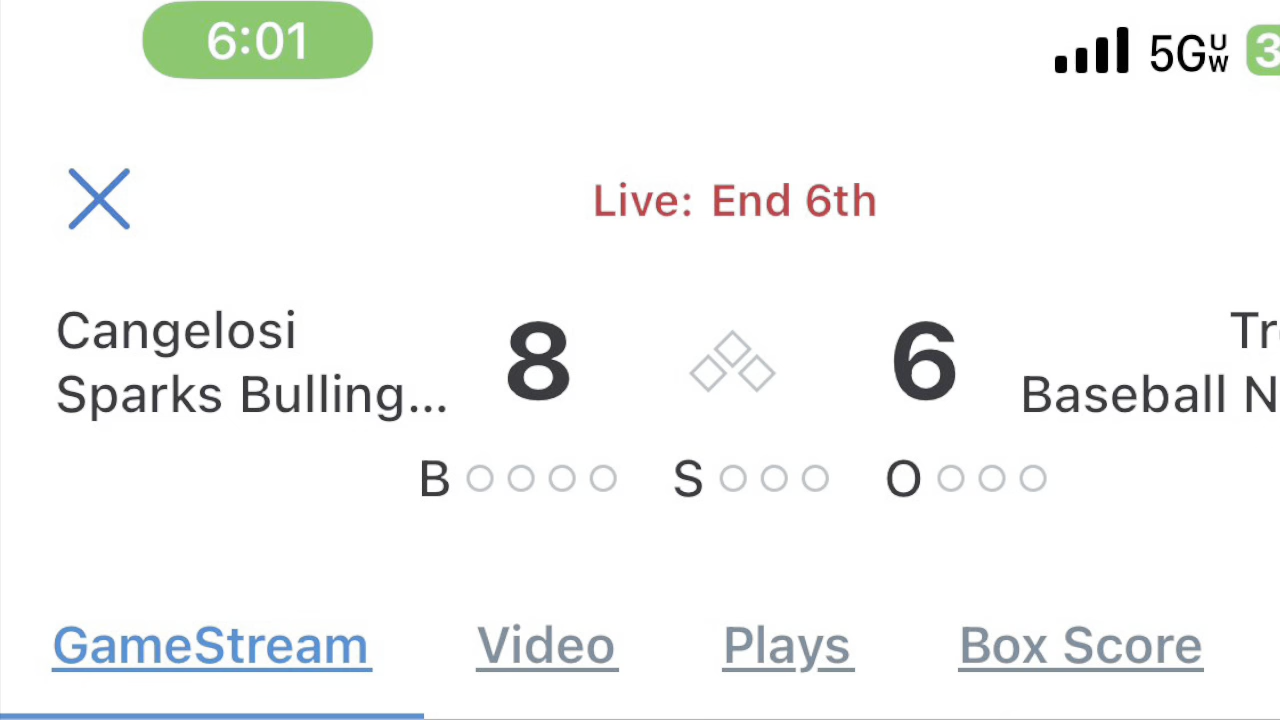 6:01 5G UW
Live: End 6th
Cangelosi
Sparks Bulling... 8 6 Baseball
B S O
GameStream Video Plays Box Score